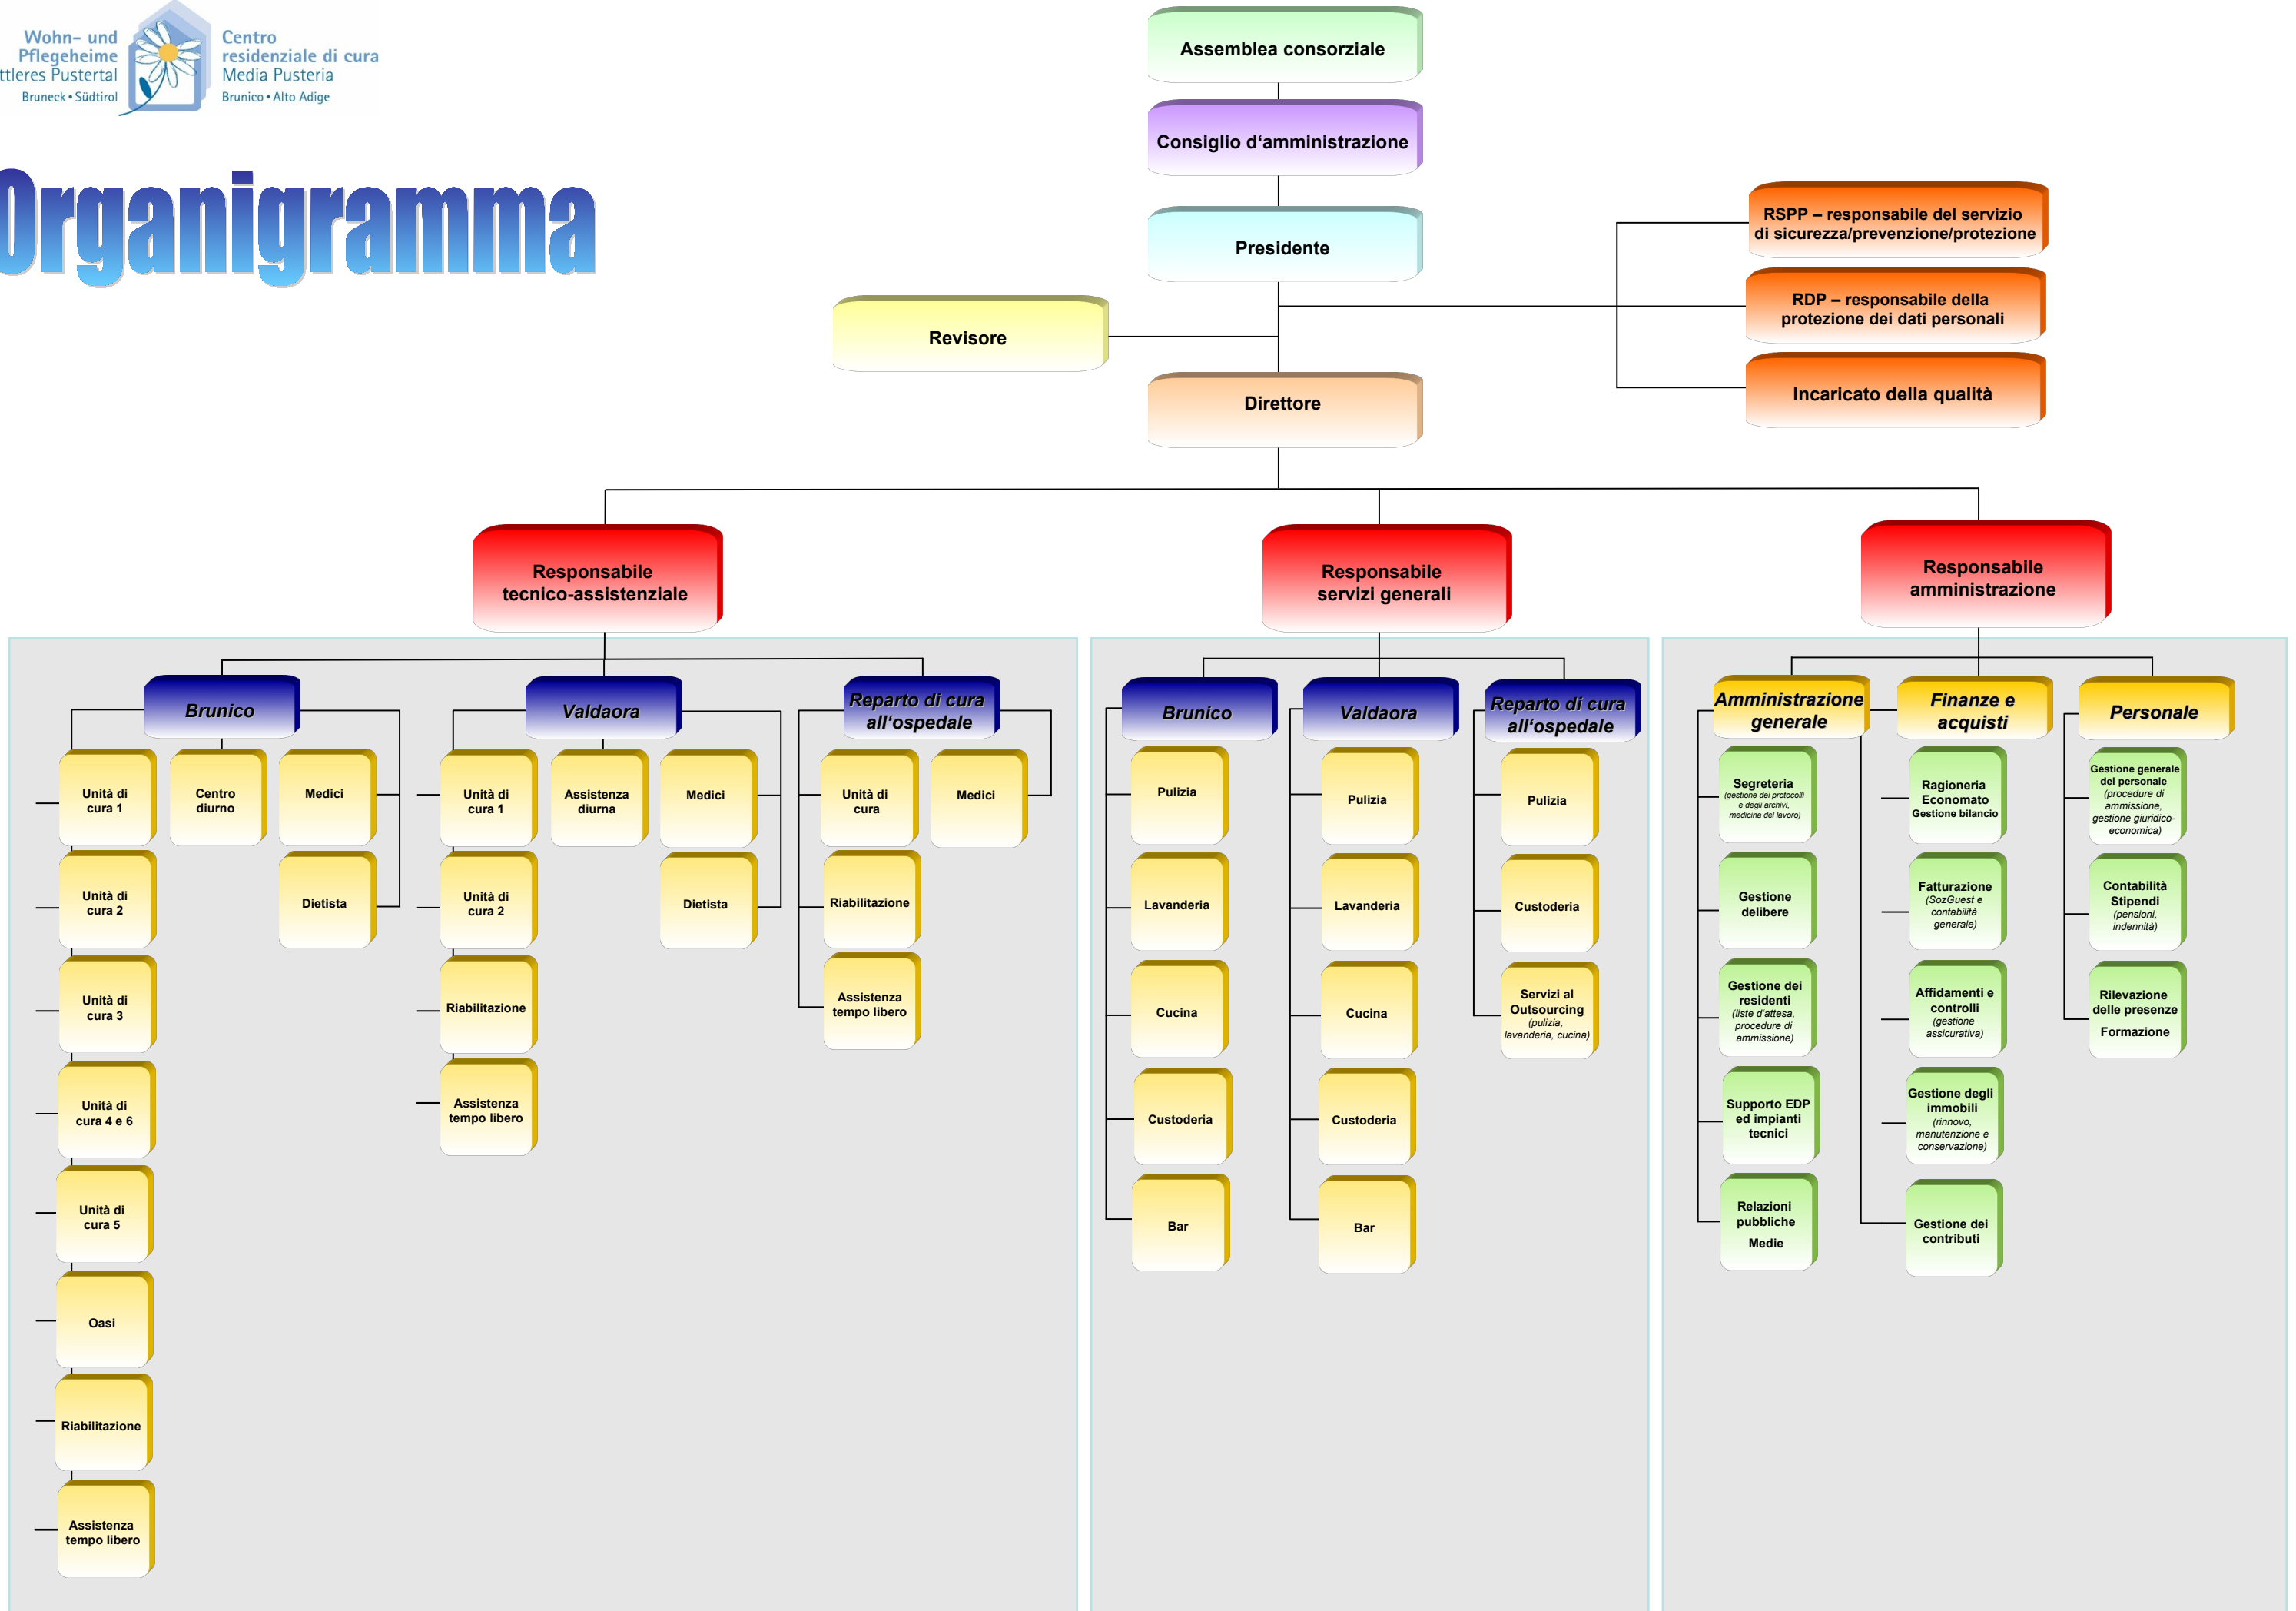 Wohn- und
Pflegeheime
ttleres Pustertal
Bruneck • Südtirol
Centro
residenziale di cura
Media Pusteria
Brunico • Alto Adige
Organigramma
Assemblea consorziale
Consiglio d‘amministrazione
Presidente
RSPP – responsabile del servizio
di sicurezza/prevenzione/protezione
RDP – responsabile della
protezione dei dati personali
Incaricato della qualità
Revisore
Direttore
Responsabile
tecnico-assistenziale
Responsabile
servizi generali
Responsabile
amministrazione
Brunico
Unità di
cura 1
Unità di
cura 2
Unità di
cura 3
Unità di
cura 4 e 6
Unità di
cura 5
Oasi
Riabilitazione
Assistenza
tempo libero
Centro
diurno
Medici
Dietista
Valdaora
Unità di
cura 1
Unità di
cura 2
Riabilitazione
Assistenza
tempo libero
Assistenza
diurna
Medici
Dietista
Reparto di cura
all‘ospedale
Unità di
cura
Riabilitazione
Assistenza
tempo libero
Medici
Brunico
Pulizia
Lavanderia
Cucina
Custoderia
Bar
Valdaora
Pulizia
Lavanderia
Cucina
Custoderia
Bar
Reparto di cura
all‘ospedale
Pulizia
Custoderia
Servizi al
Outsourcing
(pulizia,
lavanderia, cucina)
Amministrazione
generale
Segreteria
(gestione dei protocolli
e degli archivi,
medicina del lavoro)
Gestione
delibere
Gestione dei
residenti
(liste d’attesa,
procedure di
ammissione)
Supporto EDP
ed impianti
tecnici
Relazioni
pubbliche
Medie
Finanze e
acquisti
Ragioneria
Economato
Gestione bilancio
Fatturazione
(SozGuest e
contabilità
generale)
Affidamenti e
controlli
(gestione
assicurativa)
Gestione degli
immobili
(rinnovo,
manutenzione e
conservazione)
Gestione dei
contributi
Personale
Gestione generale
del personale
(procedure di
ammissione,
gestione giuridico-
economica)
Contabilità
Stipendi
(pensioni,
indennità)
Rilevazione
delle presenze
Formazione